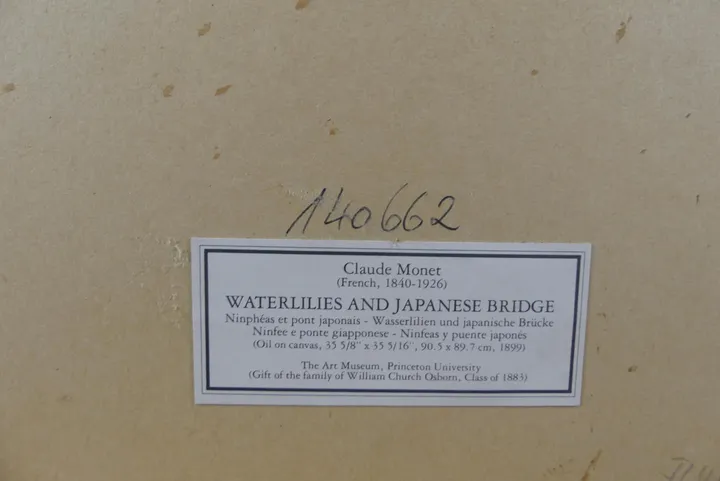 140662
Claude Monet
(French, 1840-1926)
WATERLILIES AND JAPANESE BRIDGE
Ninphéas et pont japonais - Wasserlilien und japanische Brücke
Ninfee e ponte giapponese - Ninfeas y puente japonés
(Oil on canvas, 35 5/8" x 35 5/16", 90.5 x 89.7 cm, 1899)
The Art Museum, Princeton University
(Gift of the family of William Church Osborn, Class of 1883)